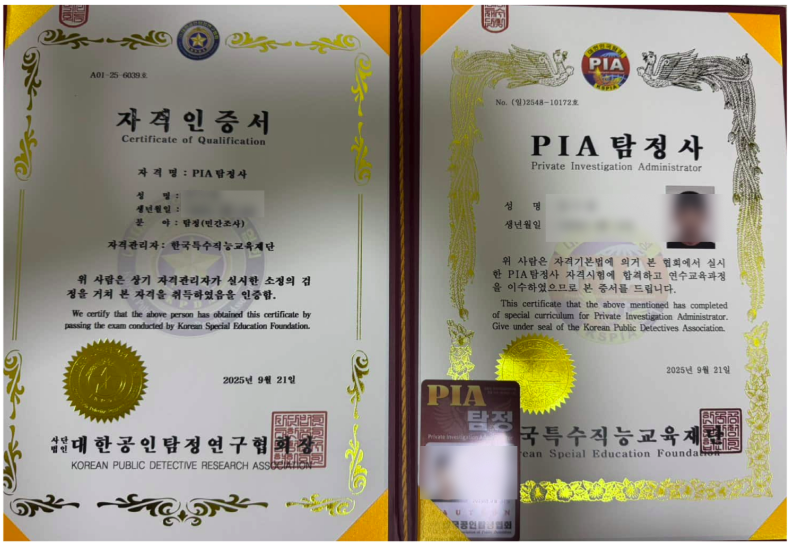 A01-25-6039호
자격인증서
Certificate of Qualification
자 격 명 : PIA탐정사
성 명 :
생년월일 :
분 야 : 탐정(민간조사)
자격관리자 : 한국특수직능교육재단
위 사람은 상기 자격관리자가 실시한 소정의 검
정을 거쳐 본 자격을 취득하였음을 인증함.
We certify that the above person has obtained this certificate by
passing the exam conducted by Korean Special Education Foundation.
2025년 9월 21일
사단법인 대한공인탐정연구협회장
KOREAN PUBLIC DETECTIVE RESEARCH ASSOCIATION
PIA
KSPIA
No. (일)2548-10172호
PIA탐정사
Private Investigation Administrator
성 명
생년월일
위 사람은 자격기본법에 의거 본 협회에서 실시
한 PIA탐정사 자격시험에 합격하고 연수교육과정
을 이수하였으므로 본 증서를 드립니다.
This certificate that the above mentioned has completed
of special curriculum for Private Investigation Administrator.
Give under seal of the Korean Public Detectives Association.
2025년 9월 21일
국특수직능교육재단
rean Spcial Education Foundation
PIA
탐정
Private Investigation